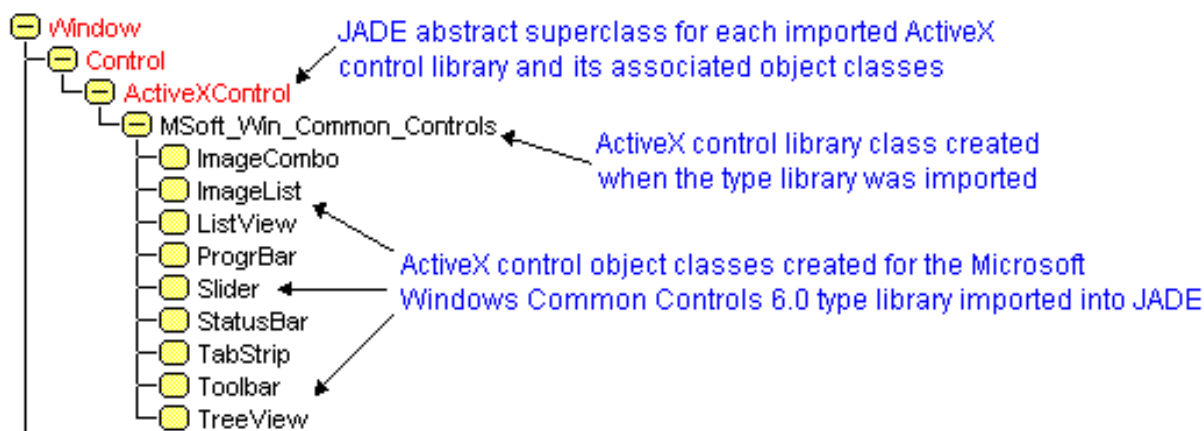 Window
JADE abstract superclass for each imported ActiveX
Control
control library and its associated object classes
ActiveXControl
MSoft_Win_Common_Controls
ActiveX control library class created
when the type library was imported
ImageCombo
ImageList
ListView
ProgrBar
ActiveX control object classes created for the Microsoft
Slider
Windows Common Controls 6.0 type library imported into JADE
StatusBar
TabStrip
Toolbar
TreeView